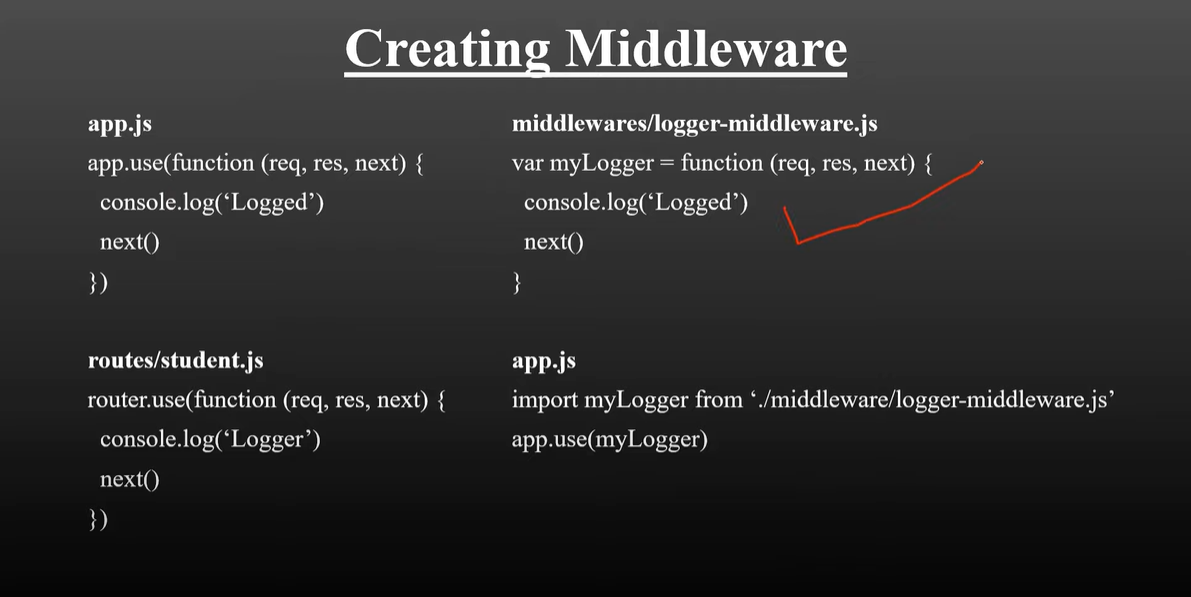 Creating Middleware
app.js
app.use(function (req, res, next) {
console.log(‘Logged’)
next()
})
routes/student.js
router.use(function (req, res, next) {
console.log(‘Logger’)
next()
})
middlewares/logger-middleware.js
var myLogger = function (req, res, next) {
console.log(‘Logged’)
next()
}
app.js
import myLogger from ‘./middleware/logger-middleware.js’
app.use(myLogger)